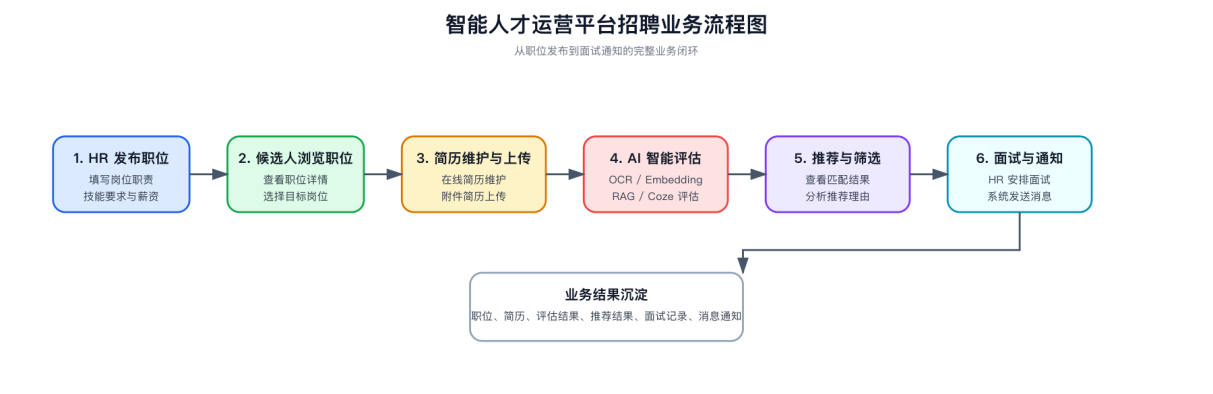 智能人才运营平台招聘业务流程图
从职位发布到面试通知的完整业务闭环
1. HR 发布职位
填写岗位职责
技能要求与薪资
2. 候选人浏览职位
查看职位详情
选择目标岗位
3. 简历维护与上传
在线简历维护
附件简历上传
4. AI 智能评估
OCR / Embedding
RAG / Coze 评估
5. 推荐与筛选
查看匹配结果
分析推荐理由
6. 面试与通知
HR 安排面试
系统发送消息
业务结果沉淀
职位、简历、评估结果、推荐结果、面试记录、消息通知